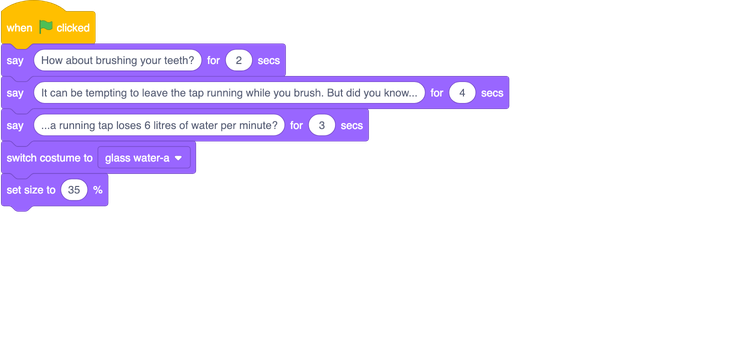 when clicked
say How about brushing your teeth? for 2 secs
say It can be tempting to leave the tap running while you brush. But did you know... for 4 secs
say ...a running tap loses 6 litres of water per minute? for 3 secs
switch costume to glass water-a
set size to 35 %